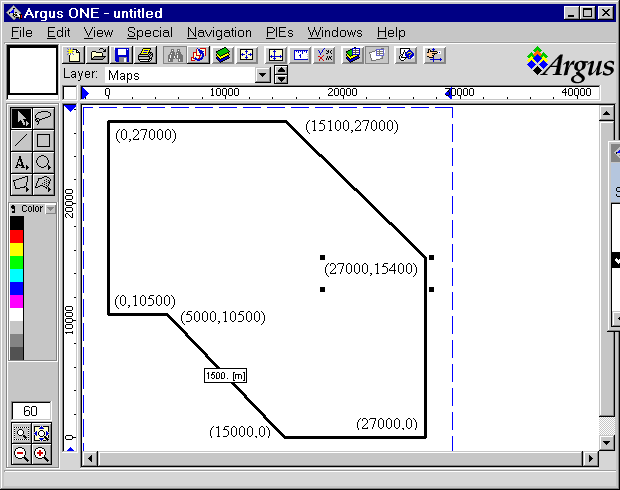 Argus ONE - untitled
File Edit View Special Navigation PIEs Windows Help
Layer: Maps
Argus
0 10000 20000 30000 40000
(0,27000)
(15100,27000)
A
Color
20000
(27000,15400)
(0,10500)
(5000,10500)
10000
1500. [m]
60
(15000,0)
(27000,0)
0